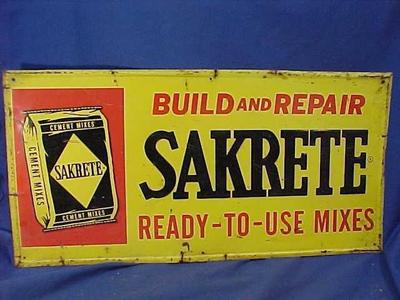 BUILD AND REPAIR
SAKRETE®
READY-TO-USE MIXES
CEMENT MIXES
CEMENT MIXES
SAKRETE
CEMENT MIXES